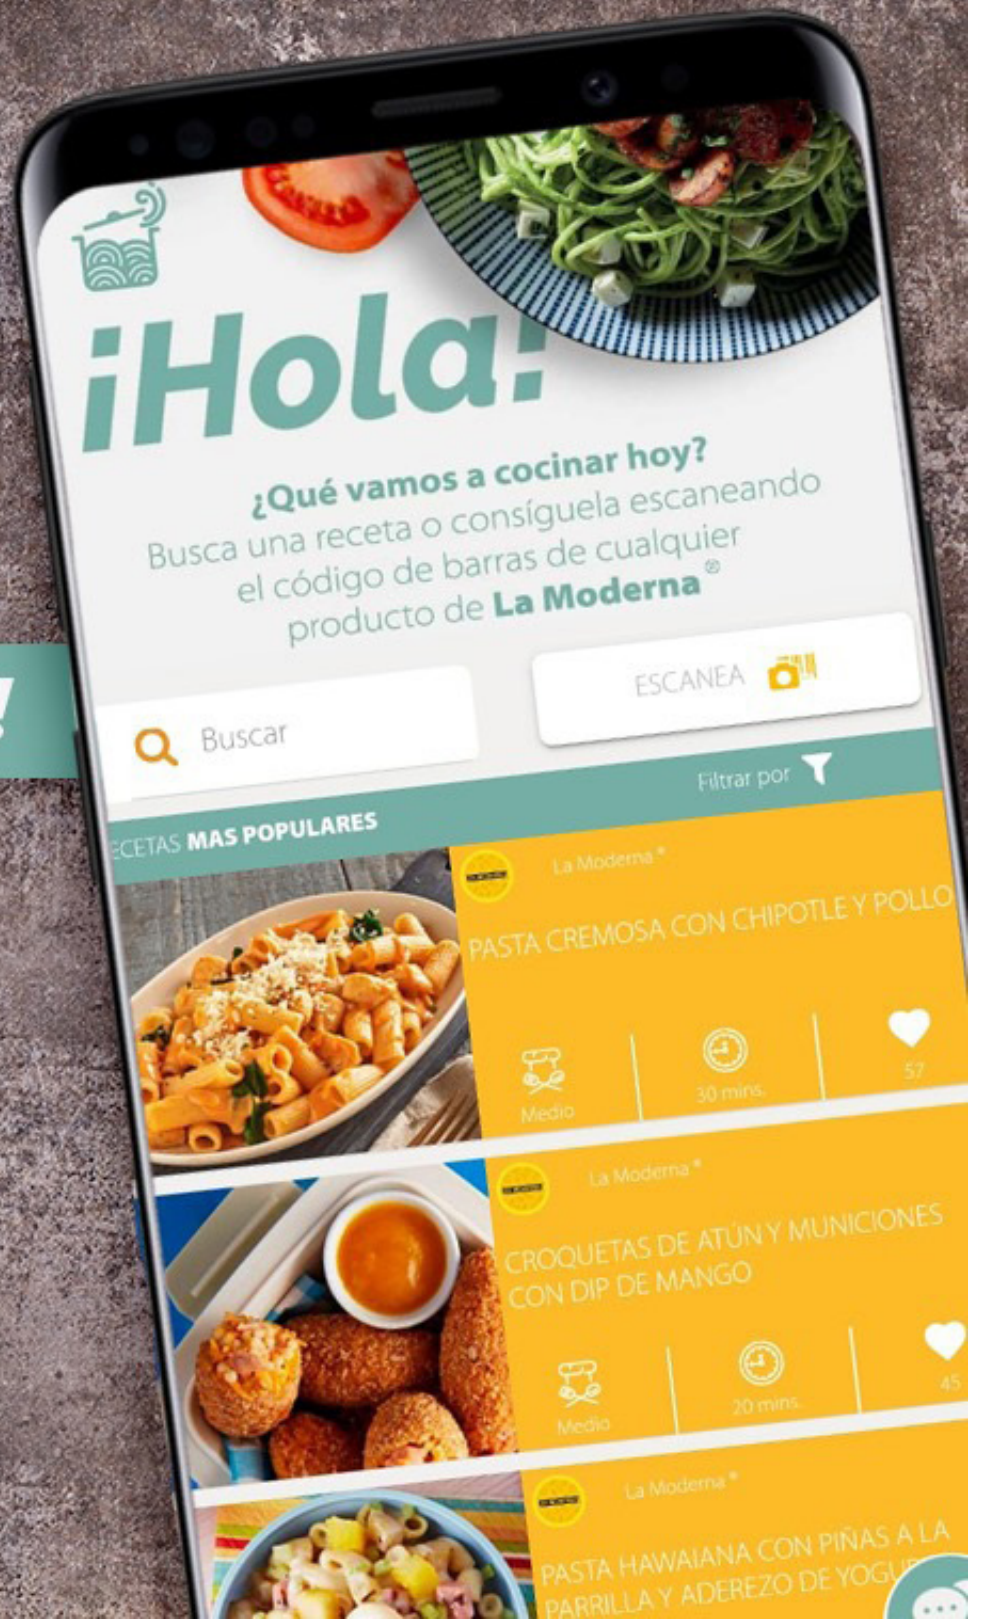 ¡Hola!
¿Qué vamos a cocinar hoy?
Busca una receta o consíguela escaneando
el código de barras de cualquier
producto de La Moderna®
Buscar
ESCANEA
ECETAS MAS POPULARES
Filtrar por
La Moderna®
PASTA CREMOSA CON CHIPOTLE Y POLLO
Medio
30 mins.
57
La Moderna®
CROQUETAS DE ATÚN Y MUNICIONES
CON DIP DE MANGO
Medio
20 mins.
45
La Moderna®
PASTA HAWAIANA CON PIÑAS A LA
PARRILLA Y ADEREZO DE
!